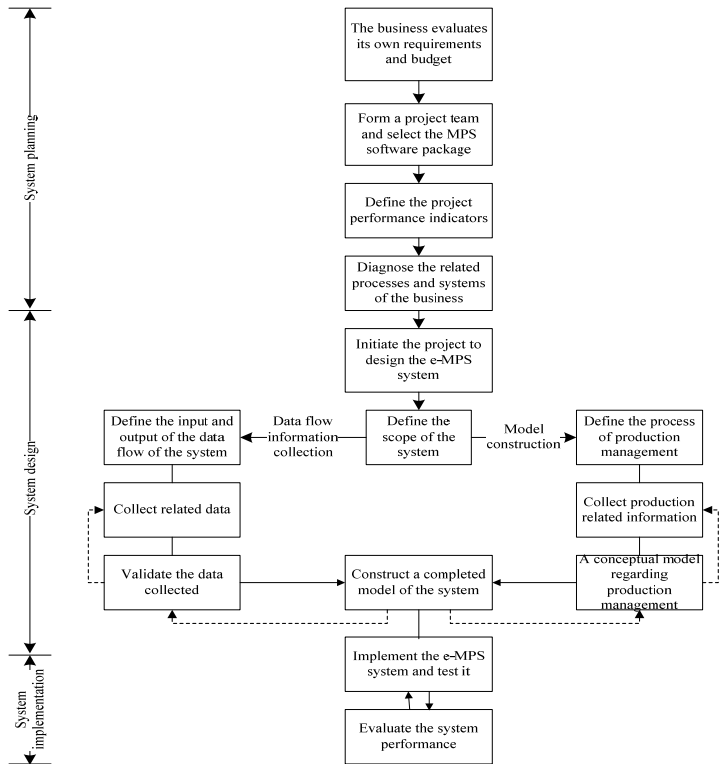 The business evaluates
its own requirements
and budget
Form a project team
and select the MPS
software package
Define the project
performance indicators
Diagnose the related
processes and systems
of the business
System planning
Initiate the project to
design the e-MPS
system
Define the input and
output of the data
flow of the system
Data flow
information
collection
Define the
scope of the
system
Model
construction
Define the process
of production
management
Collect related data
Collect production
related information
Validate the data
collected
Construct a completed
model of the system
A conceptual model
regarding
production
management
System design
Implement the e-MPS
system and test it
Evaluate the system
performance
System
implementation